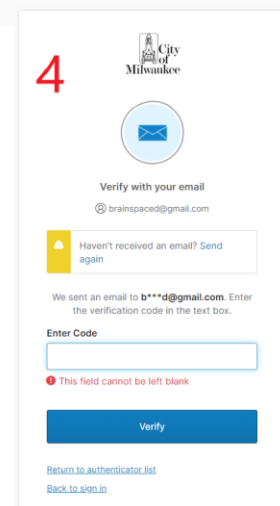 4
City
of
Milwaukee
Verify with your email
brainspaced@gmail.com
Haven't received an email? Send
again
We sent an email to b***d@gmail.com. Enter
the verification code in the text box.
Enter Code
This field cannot be left blank
Verify
Return to authenticator list
Back to sign in